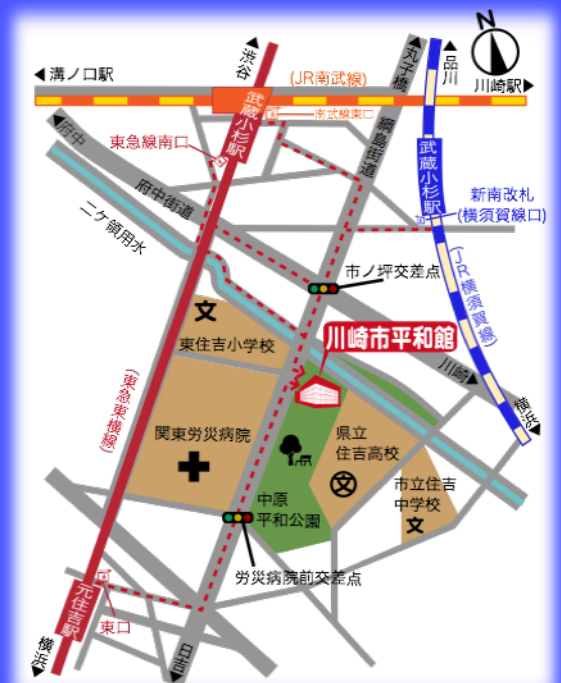 N
渋谷
丸子橋
品川
溝ノ口駅
(JR南武線)
川崎駅
武蔵小杉駅
南武線東口
綱島街道
府中
東急線南口
武蔵小杉駅
新南改札
(横須賀線口)
府中街道
二ケ領用水
(JR横須賀線)
市ノ坪交差点
文
東住吉小学校
川崎市平和館
川崎
(東急東横線)
横浜
関東労災病院
県立
住吉高校
文
市立住吉
中学校
文
中原
平和公園
労災病院前交差点
元住吉駅
東口
横浜
日吉